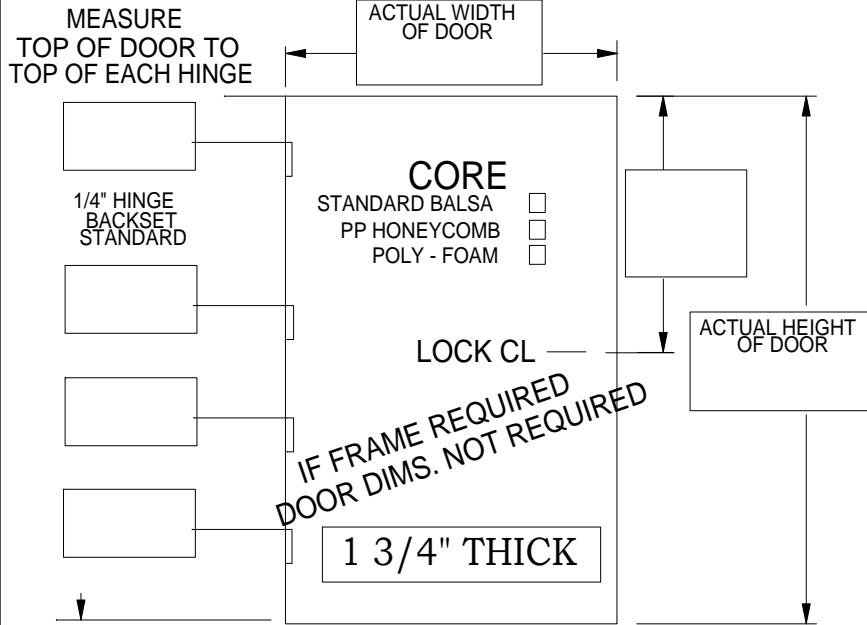 MEASURE
TOP OF DOOR TO
TOP OF EACH HINGE
ACTUAL WIDTH
OF DOOR
1/4" HINGE
BACKSET
STANDARD
CORE
STANDARD BALSA
PP HONEYCOMB
POLY - FOAM
LOCK CL
ACTUAL HEIGHT
OF DOOR
IF FRAME REQUIRED
DOOR DIMS. NOT REQUIRED
1 3/4" THICK